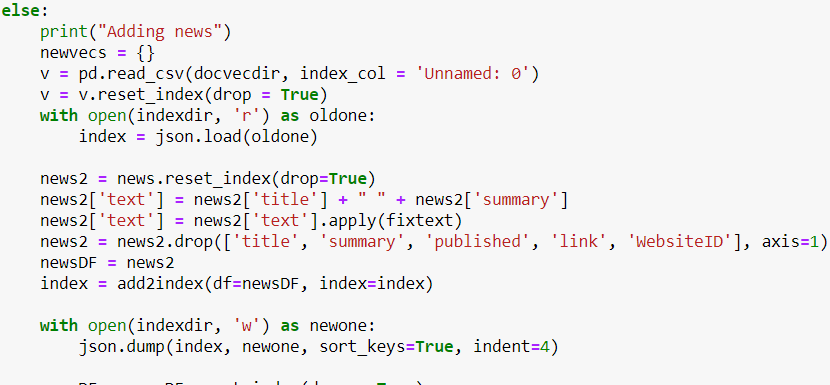 else:
    print("Adding news")
    newvecs = {}
    v = pd.read_csv(docvecdir, index_col = 'Unnamed: 0')
    v = v.reset_index(drop = True)
    with open(indexdir, 'r') as oldone:
        index = json.load(oldone)

    news2 = news.reset_index(drop=True)
    news2['text'] = news2['title'] + " " + news2['summary']
    news2['text'] = news2['text'].apply(fixtext)
    news2 = news2.drop(['title', 'summary', 'published', 'link', 'WebsiteID'], axis=1)
    newsDF = news2
    index = add2index(df=newsDF, index=index)

    with open(indexdir, 'w') as newone:
        json.dump(index, newone, sort_keys=True, indent=4)